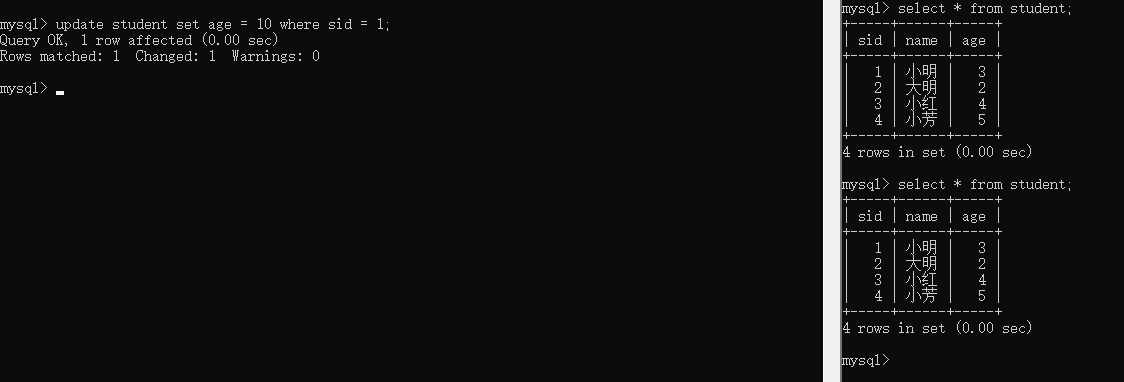 mysql> update student set age = 10 where sid = 1;
Query OK, 1 row affected (0.00 sec)
Rows matched: 1  Changed: 1  Warnings: 0
mysql>
mysql> select * from student;
+-----+------+-----+
| sid | name | age |
+-----+------+-----+
|   1 | 小明 |   3 |
|   2 | 大明 |   2 |
|   3 | 小红 |   4 |
|   4 | 小芳 |   5 |
+-----+------+-----+
4 rows in set (0.00 sec)
mysql> select * from student;
+-----+------+-----+
| sid | name | age |
+-----+------+-----+
|   1 | 小明 |   3 |
|   2 | 大明 |   2 |
|   3 | 小红 |   4 |
|   4 | 小芳 |   5 |
+-----+------+-----+
4 rows in set (0.00 sec)
mysql>